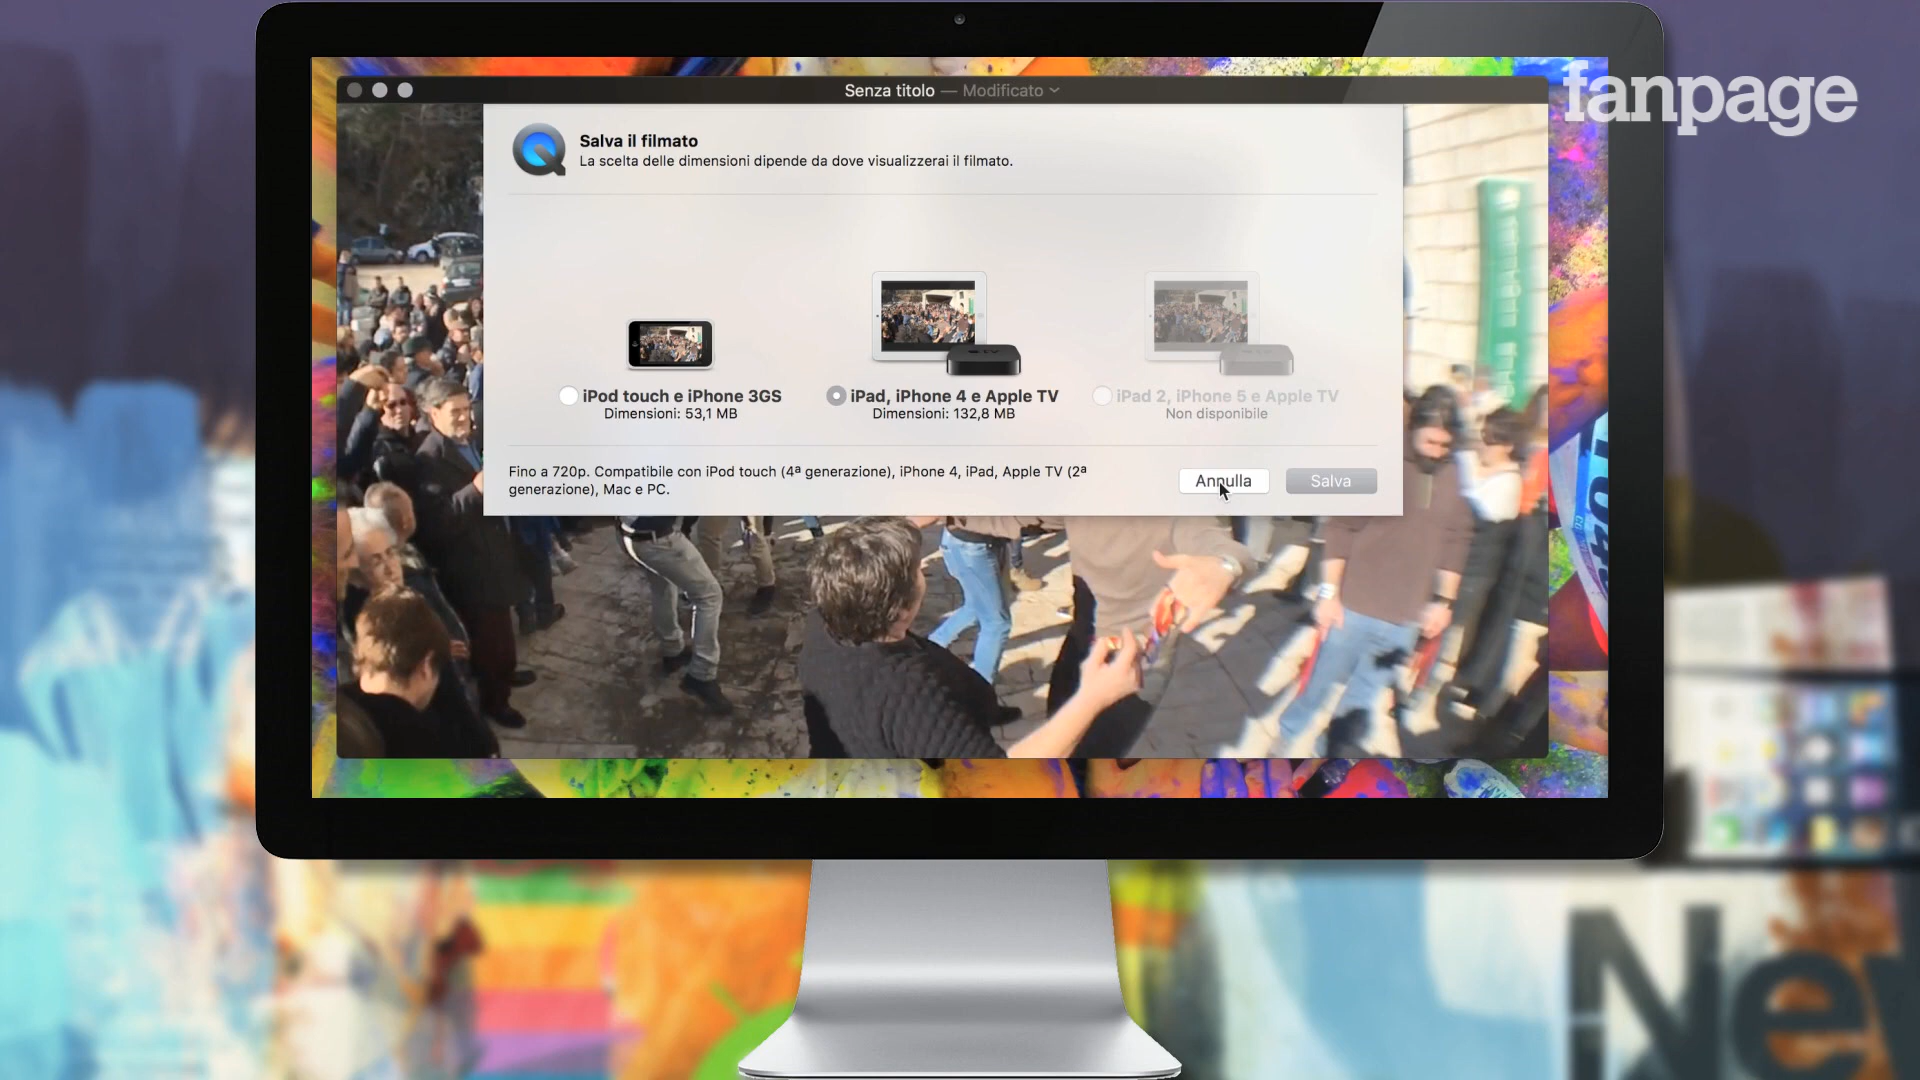 fanpage
Senza titolo — Modificato
Salva il filmato
La scelta delle dimensioni dipende da dove visualizzerai il filmato.
iPod touch e iPhone 3GS
Dimensioni: 53,1 MB
iPad, iPhone 4 e Apple TV
Dimensioni: 132,8 MB
iPad 2, iPhone 5 e Apple TV
Non disponibile
Fino a 720p. Compatibile con iPod touch (4ª generazione), iPhone 4, iPad, Apple TV (2ª
generazione), Mac e PC.
Annulla
Salva